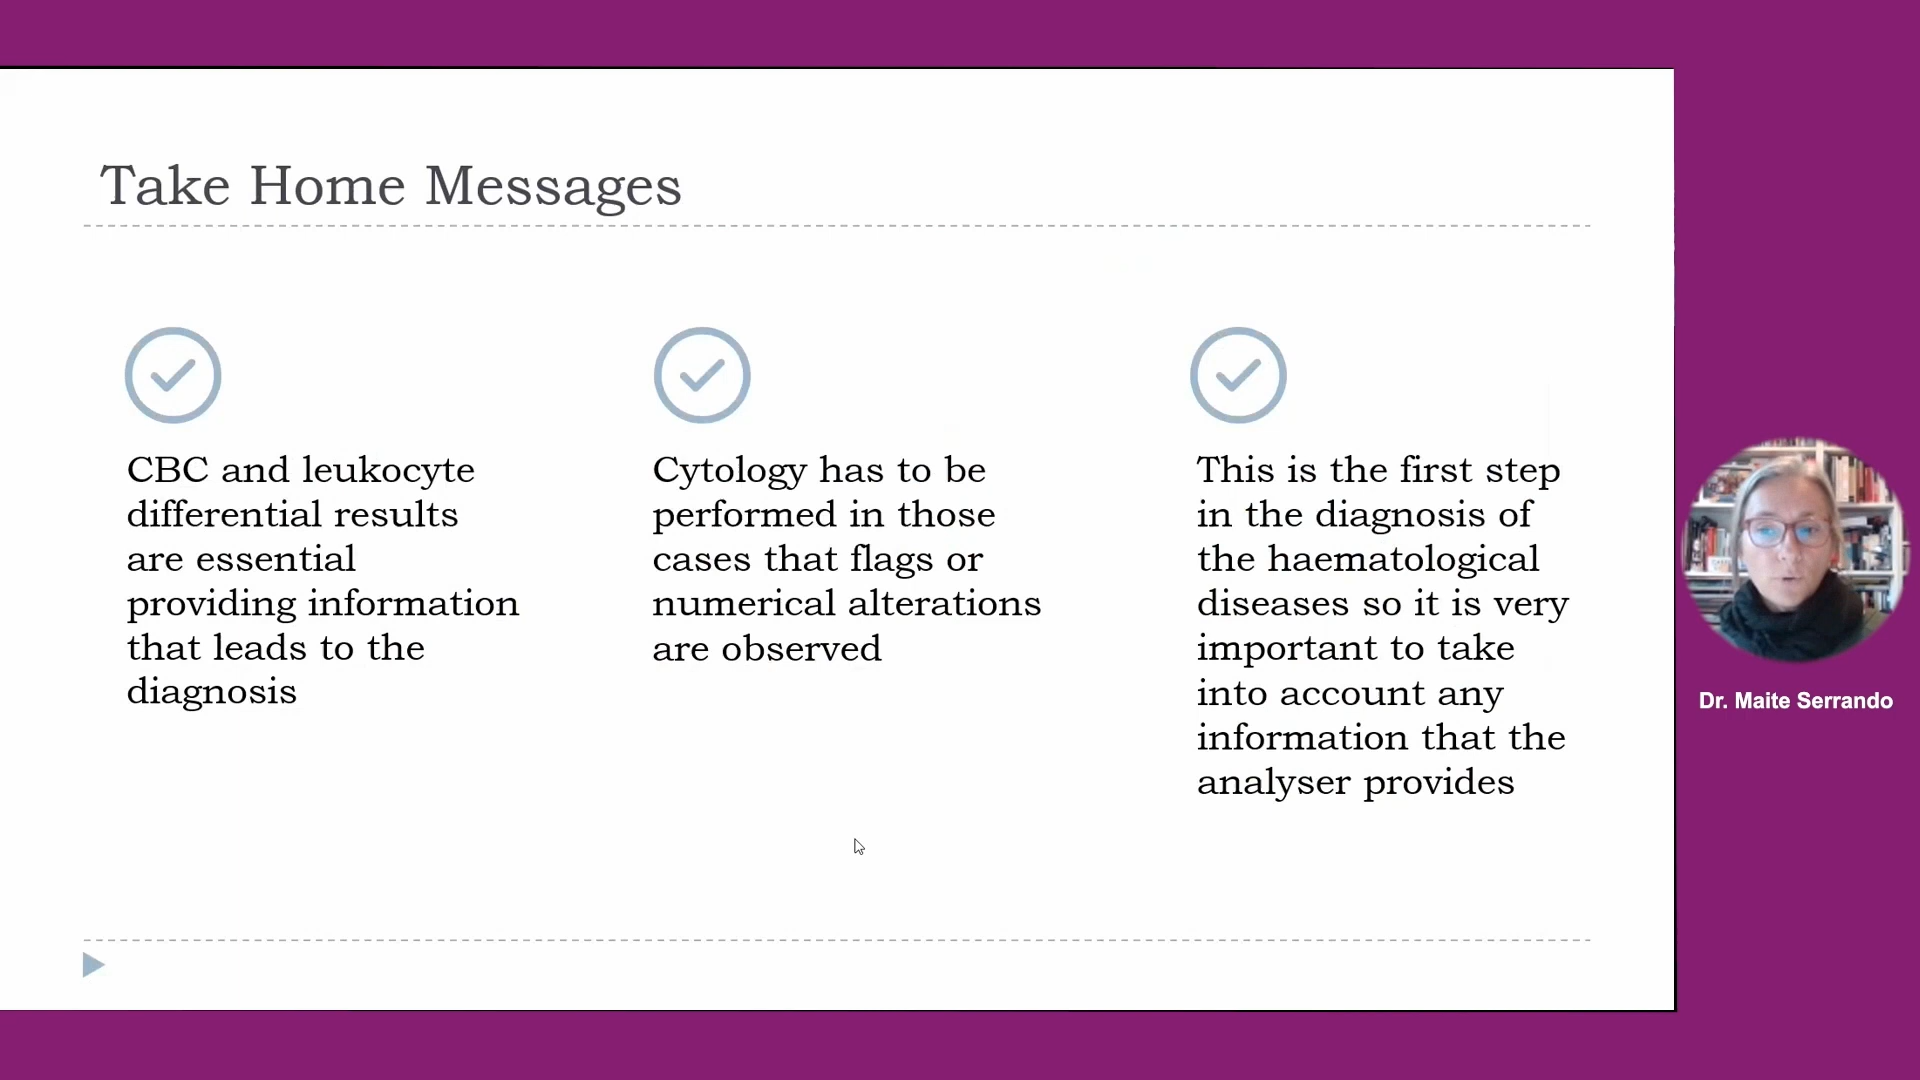 Take Home Messages
CBC and leukocyte
differential results
are essential
providing information
that leads to the
diagnosis
Cytology has to be
performed in those
cases that flags or
numerical alterations
are observed
This is the first step
in the diagnosis of
the haematological
diseases so it is very
important to take
into account any
information that the
analyser provides
Dr. Maite Serrando